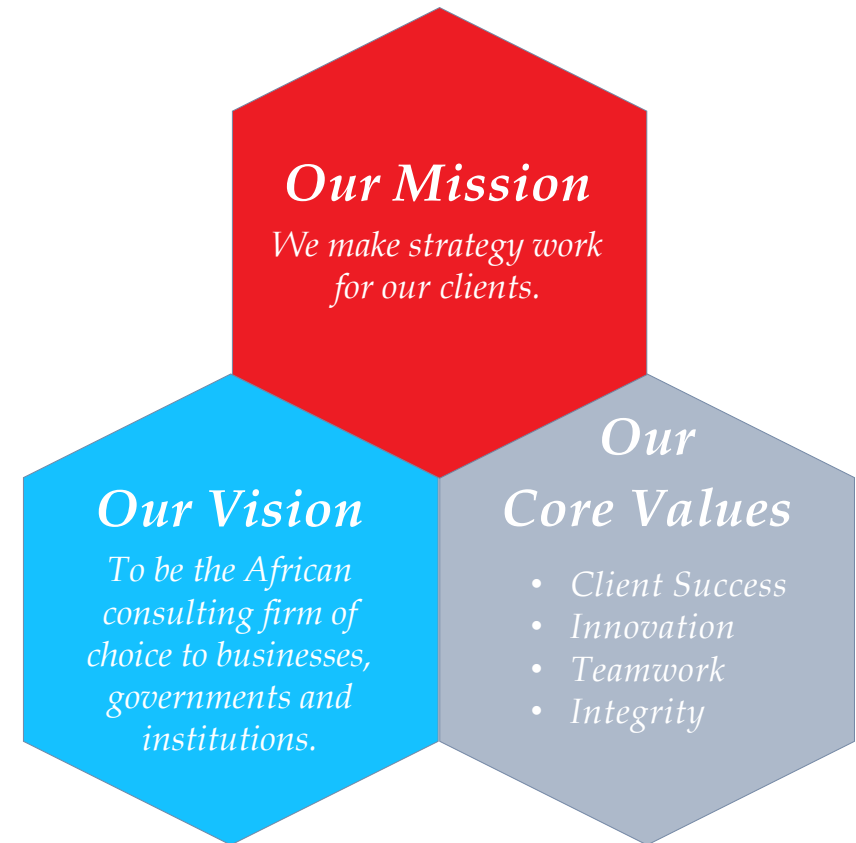 Our Mission
We make strategy work
for our clients.
Our Vision
To be the African
consulting firm of
choice to businesses,
governments and
institutions.
Our
Core Values
• Client Success
• Innovation
• Teamwork
• Integrity